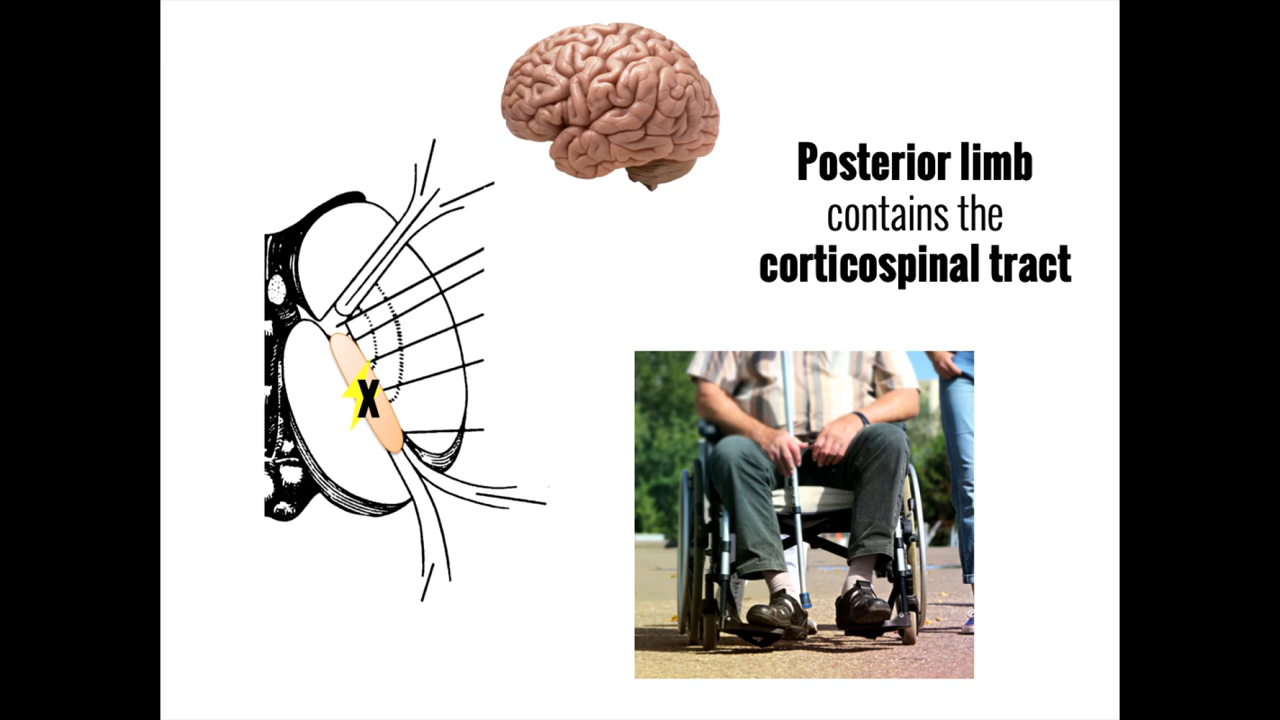 Posterior limb
contains the
corticospinal tract
X